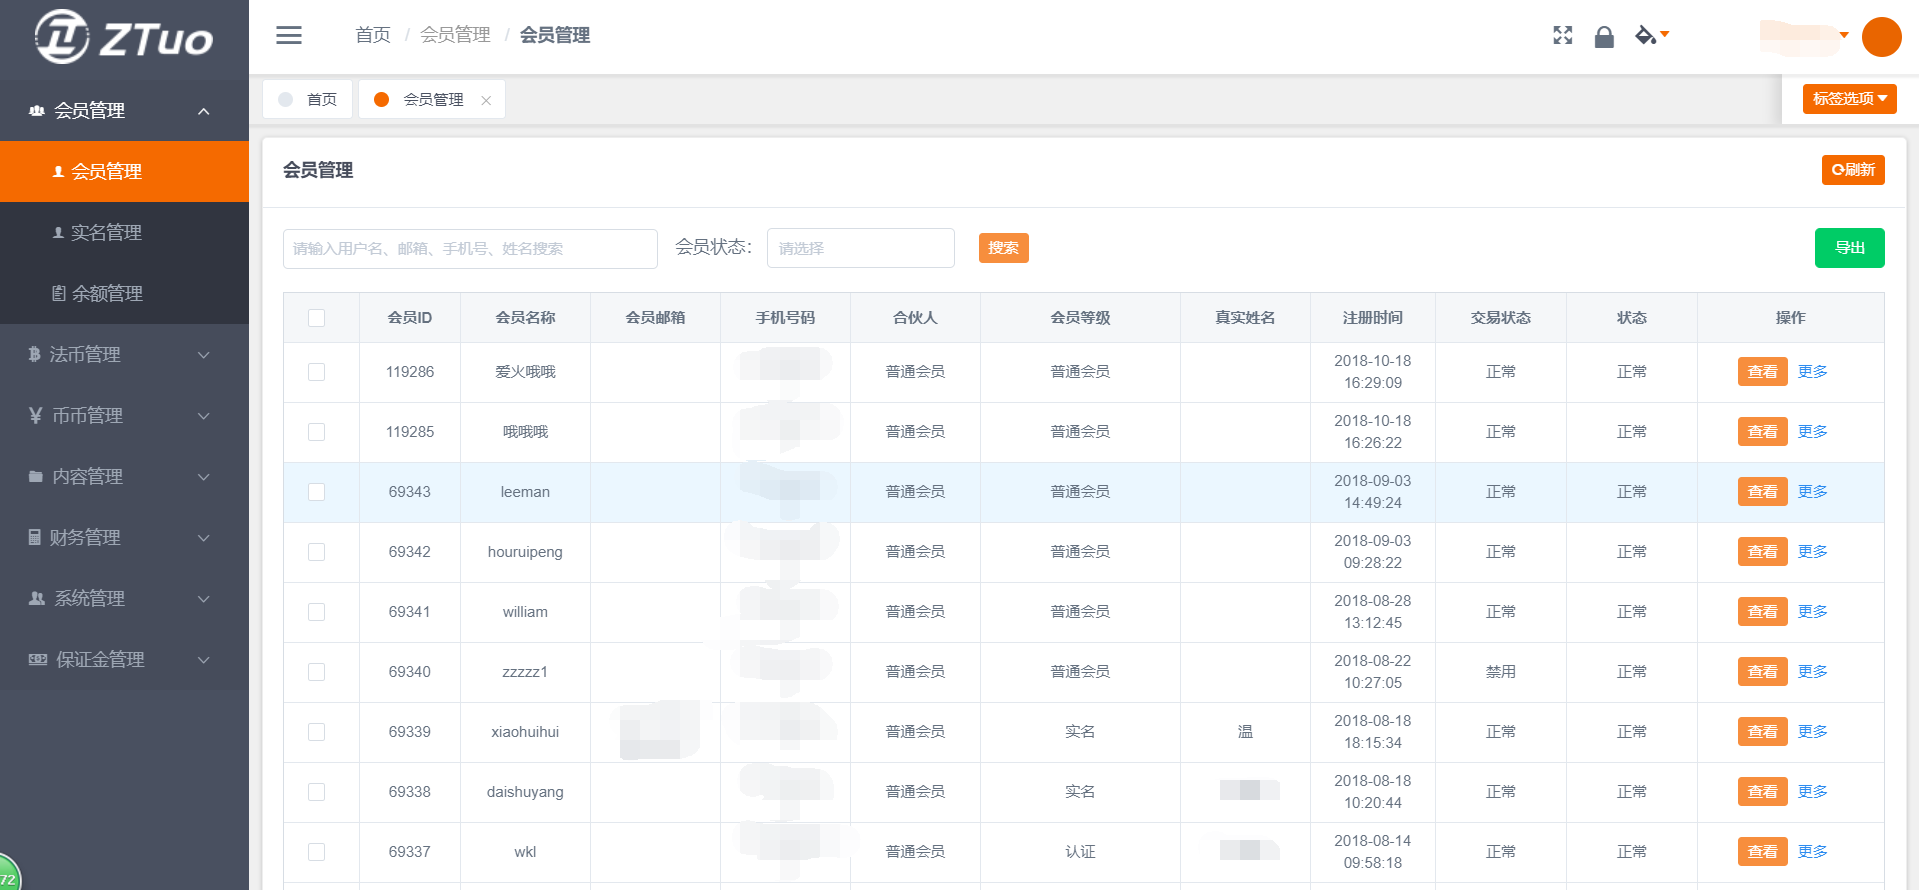 ZTuo
首页 / 会员管理 / 会员管理
首页
会员管理
标签选项
会员管理
会员管理
实名管理
余额管理
法币管理
币币管理
内容管理
财务管理
系统管理
保证金管理
72
会员管理
刷新
请输入用户名、邮箱、手机号、姓名搜索
会员状态：
请选择
搜索
导出
会员ID 会员名称 会员邮箱 手机号码 合伙人 会员等级 真实姓名 注册时间 交易状态 状态 操作
119286 爱火哦哦 普通会员 普通会员 2018-10-18 16:29:09 正常 正常 查看 更多
119285 哦哦哦 普通会员 普通会员 2018-10-18 16:26:22 正常 正常 查看 更多
69343 leeman 普通会员 普通会员 2018-09-03 14:49:24 正常 正常 查看 更多
69342 houruipeng 普通会员 普通会员 2018-09-03 09:28:22 正常 正常 查看 更多
69341 william 普通会员 普通会员 2018-08-28 13:12:45 正常 正常 查看 更多
69340 zzzzz1 普通会员 普通会员 2018-08-22 10:27:05 禁用 正常 查看 更多
69339 xiaohuihui 普通会员 实名 温 2018-08-18 18:15:34 正常 正常 查看 更多
69338 daishuyang 普通会员 实名 2018-08-18 10:20:44 正常 正常 查看 更多
69337 wkl 普通会员 认证 2018-08-14 09:58:18 正常 正常 查看 更多